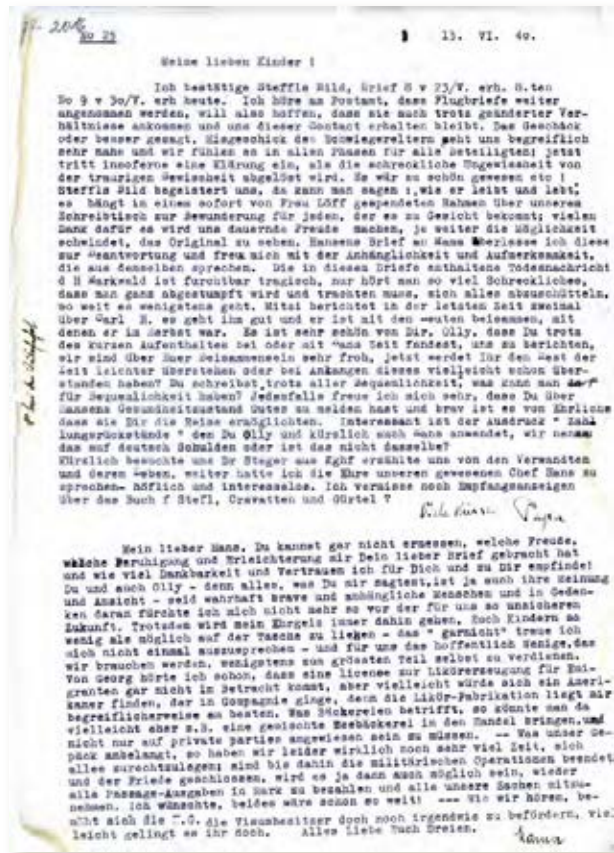 No 25
13. VI. 40.
Meine lieben Kinder !
Ich bestätige Steffls Bild, Brief 8 v 23/V. erh. 8.ten
No 9 v 30/V. erh heute. Ich höre am Postamt, dass Flugbriefe weiter
angenommen werden, will also hoffen, dass sie auch trotz geänderter Ver-
hältnisse ankommen und uns dieser Contact erhalten bleibt. Das Geschäck
oder besser gesagt, Missgeschick den Schwiegereltern geht uns begreiflich
sehr nahe und wir fühlen es in allen Phasen für alle Beteiligten; jetzt
tritt insoferne eine Klärung ein, als die schreckliche Ungewissheit von
der traurigen Gewissheit abgelöst wird. Es wär zu schön gewesen etc !
Steffls Bild begeistert uns, da kann man sagen : wie er leibt und lebt;
es hängt in einem sofort von Frau Löff gespendeten Rahmen über unserem
Schreibtisch zur Bewunderung für jeden, der es zu Gesicht bekommt; vielen
Dank dafür es wird uns dauernde Freude machen, je weiter die Möglichkeit
schwindet, das Original zu sehen. Hansens Brief an Mama überlasse ich dieser
zur Beantwortung und freu mich mit der Anhänglichkeit und Aufmerksamkeit,
die aus demselben sprechen. Die in diesem Briefe enthaltene Todesnachricht
d H Markwald ist furchtbar tragisch, nur hört man so viel Schreckliches,
dass man ganz abgestumpft wird und trachten muss, sich alles abzuschütteln,
so weit es wenigstens geht. Mitzi berichtet in der letzten Zeit zweimal
über Carl H. es geht ihm gut und er ist mit den Leuten beisammen, mit
denen er im Herbst war. Es ist sehr schön von Dir, Olly, dass Du trotz
des kurzen Aufenthaltes bei oder mit Hans Zeit fandest, uns zu berichten,
wir sind über Euer Beisammensein sehr froh, jetzt werdet Ihr den Rest der
Zeit leichter überstehen oder bei Ankangen dieses vielleicht schon über-
standen haben? Du schreibst, trotz aller Bequemlichkeit, was kann man
für Bequemlichkeit haben? Jedenfalls freue ich mich sehr, dass Du über
Hansens Gesundheitszustand Gutes zu melden hast und brav ist es von Ehrlichs
dass sie Dir die Reise ermöglichten. Interessant ist der Ausdruck " Zahl
lungsrückstände " den Du Olly und kürzlich auch Hans anwendet, wir nennen
das auf deutsch Schulden oder ist das nicht dasselbe?
Kürzlich besuchte uns Dr Steger aus Eghf erzählte uns von den Verwandten
und deren Leben, weiter hatte ich die Ehre unseren gewesenen Chef Hans zu
sprechen- höflich und interesselos. Ich vermisse noch Empfangsanzeigen
über das Buch f Stefl, Cravatten und Gürtel ?
Viele Küsse Papa
Mein lieber Hans, Du kannst gar nicht ermessen, welche Freude,
welche Beruhigung und Erleichterung mir Dein lieber Brief gebracht hat
und wie viel Dankbarkeit und Vertrauen ich für Dich und zu Dir empfinde!
Du und auch Olly - denn alles, was Du mir sagtest, ist ja auch ihre Meinung
und Ansicht - seid wahrhaft brave und anhängliche Menschen und in Geden-
ken daran fürchte ich mich nicht mehr so vor der für uns so unsicheren
Zukunft. Trotzdem wird mein Ehrgeiz immer dahin gehen, Euch Kindern so
wenig als möglich auf der Tasche zu liegen - das " garnicht" traue ich
mich nicht einmal auszusprechen - und für uns das hoffentlich Wenige, das
wir brauchen werden, wenigstens zum grössten Teil selbst zu verdienen.
Von Georg hörte ich schon, dass eine license zur Likörerzeugung für Emi-
granten gar nicht in Betracht kommt, aber vielleicht würde sich ein Ameri-
kaner finden, der in Compagnie ginge, denn die Likör-Fabrikation liegt mir
begreiflicherweise am besten. Was Bäckereien betrifft, so könnte man da
vielleicht eher z.B. eine gemischte Teebäckerei in den Handel bringen, und
nicht nur auf private parties angewiesen sein zu müssen. -- Was unser Ge-
päck anbelangt, so haben wir leider wirklich noch sehr viel Zeit, sich
alles zurechtzulegen; sind bis dahin die militärischen Operationen beendet
und der Friede geschlossen, wird es ja dann auch möglich sein, wieder
alle Passage-Ausgaben in Mark zu bezahlen und alle unsere Sachen mitzu-
nehmen. Ich wünschte, beides wäre schon so weit! --- Wie wir hören, be-
müht sich die K.G. die Visumbesitzer doch noch irgendwie zu befördern, viel
leicht gelingt es ihr doch. Alles Liebe Euch Dreien.
Mama